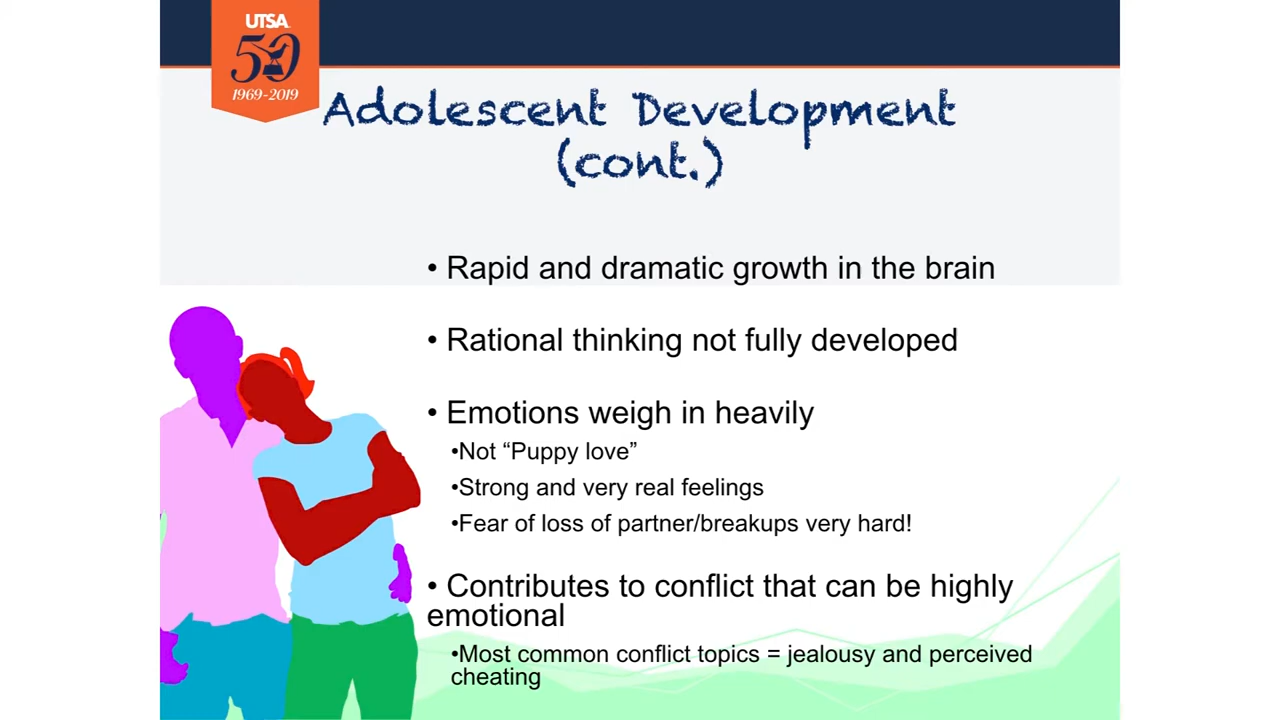 UTSA
50
1969-2019
Adolescent Development
(cont.)
• Rapid and dramatic growth in the brain
• Rational thinking not fully developed
• Emotions weigh in heavily
•Not “Puppy love”
•Strong and very real feelings
•Fear of loss of partner/breakups very hard!
• Contributes to conflict that can be highly
emotional
•Most common conflict topics = jealousy and perceived
cheating